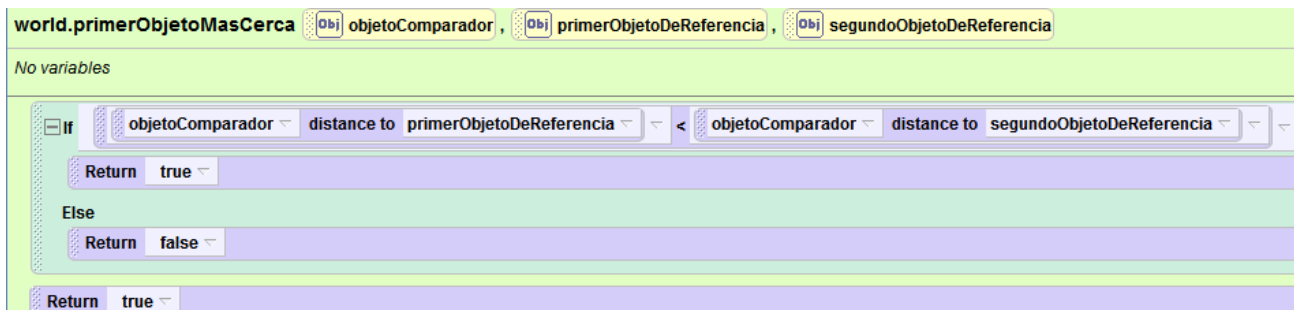 world.primerObjetoMasCerca Obj objetoComparador , Obj primerObjetoDeReferencia , Obj segundoObjetoDeReferencia
No variables
If objetoComparador distance to primerObjetoDeReferencia < objetoComparador distance to segundoObjetoDeReferencia
Return true
Else
Return false
Return true